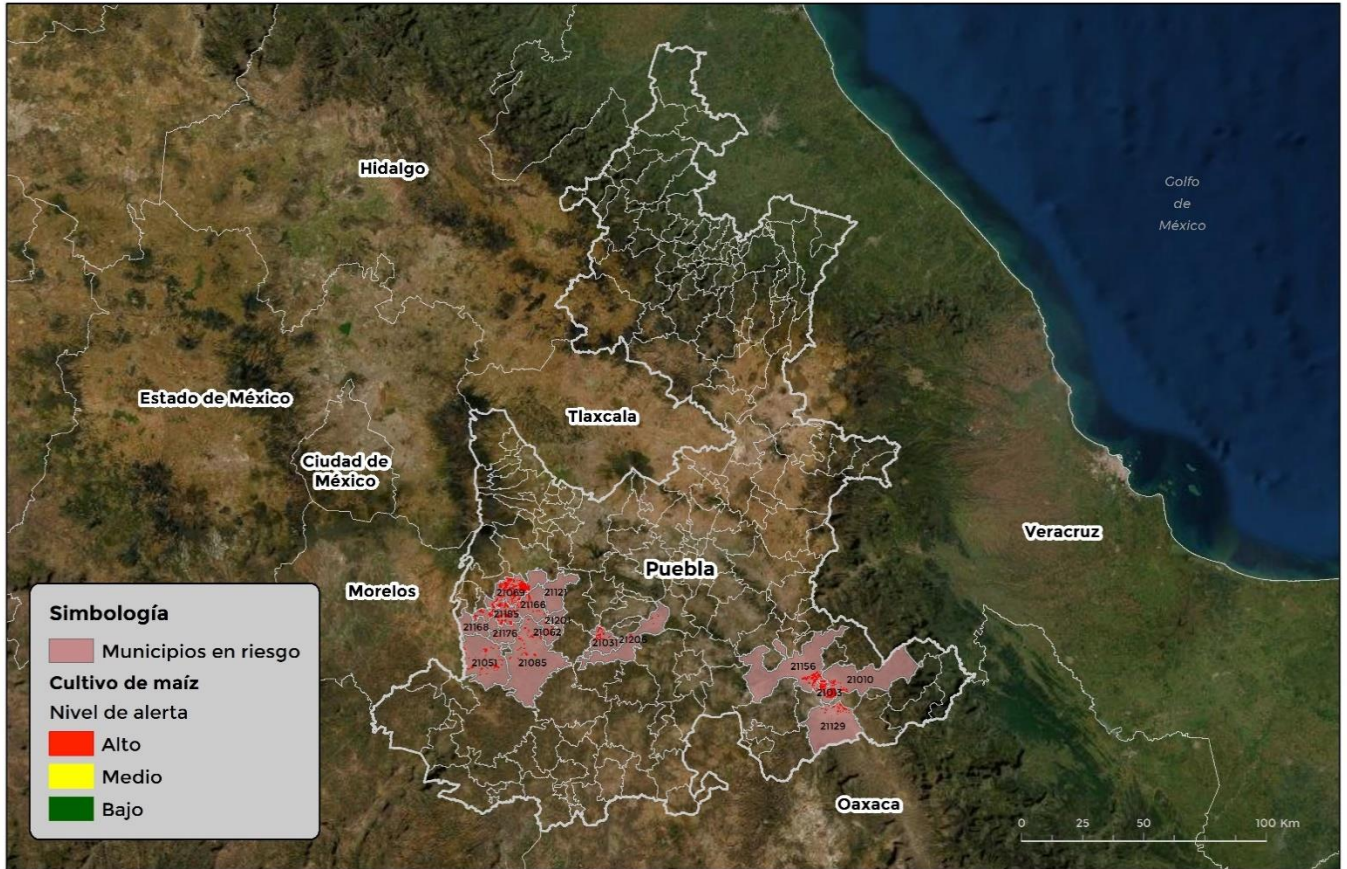 Hidalgo
Golfo
de
México
Estado de México
Tlaxcala
Ciudad de
México
Veracruz
Puebla
Morelos
21069
21121
21166
21185
21201
21168
21176
21062
21031
21051
21085
21156
21010
21013
21129
Oaxaca
Simbología
Municipios en riesgo
Cultivo de maíz
Nivel de alerta
Alto
Medio
Bajo
0 25 50 100 Km